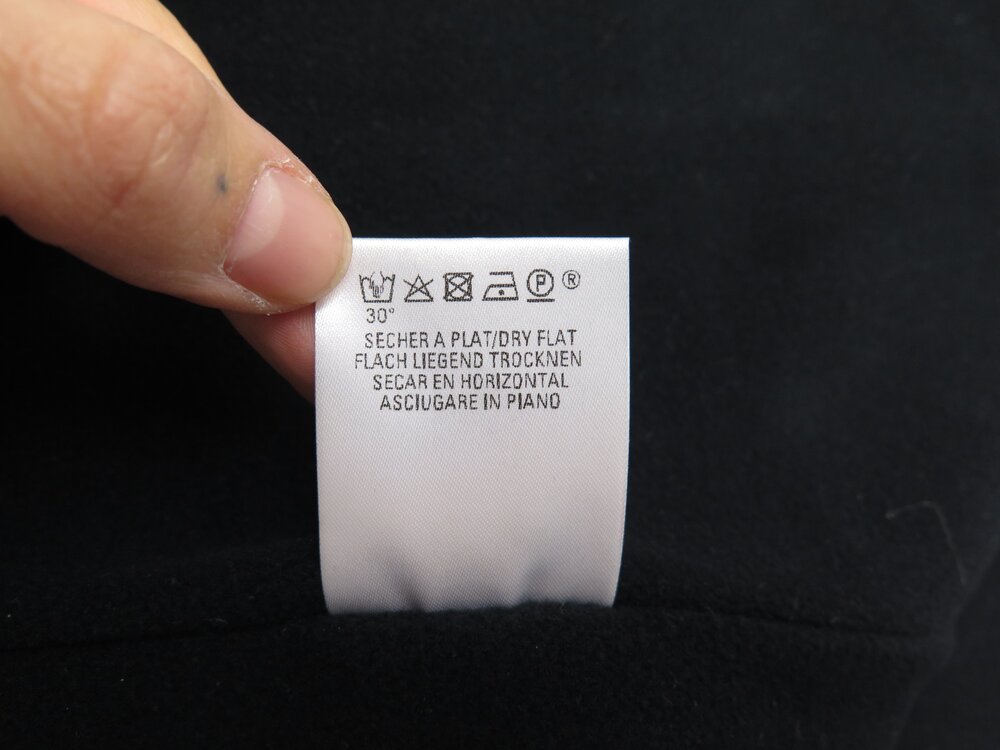 P ®
30°
SECHER A PLAT/DRY FLAT
FLACH LIEGEND TROCKNEN
SECAR EN HORIZONTAL
ASCIUGARE IN PIANO